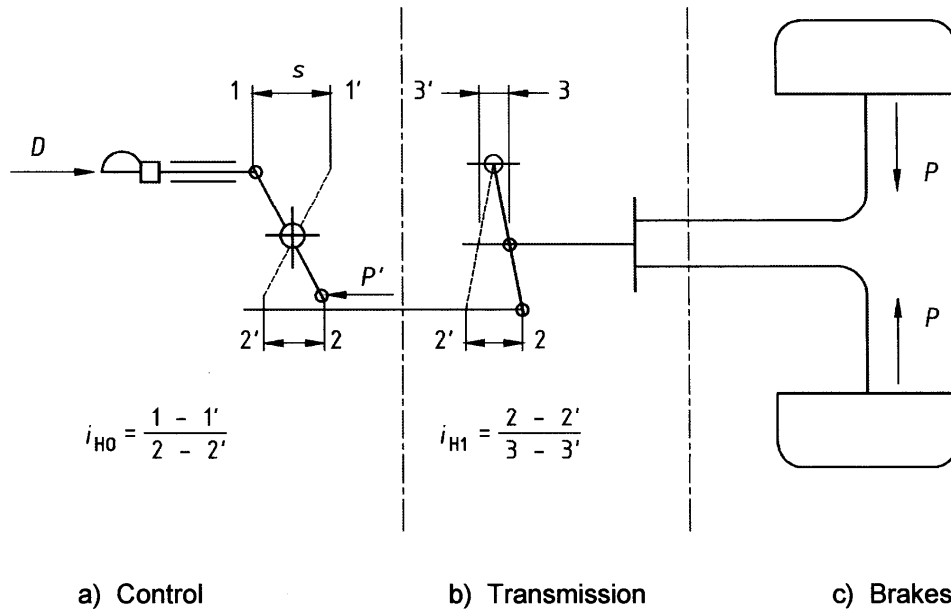 s
1 1' 3' 3
D
P
P'
P
2' 2 2' 2
i_H0 = (1 - 1')/(2 - 2') i_H1 = (2 - 2')/(3 - 3')
a) Control b) Transmission c) Brakes